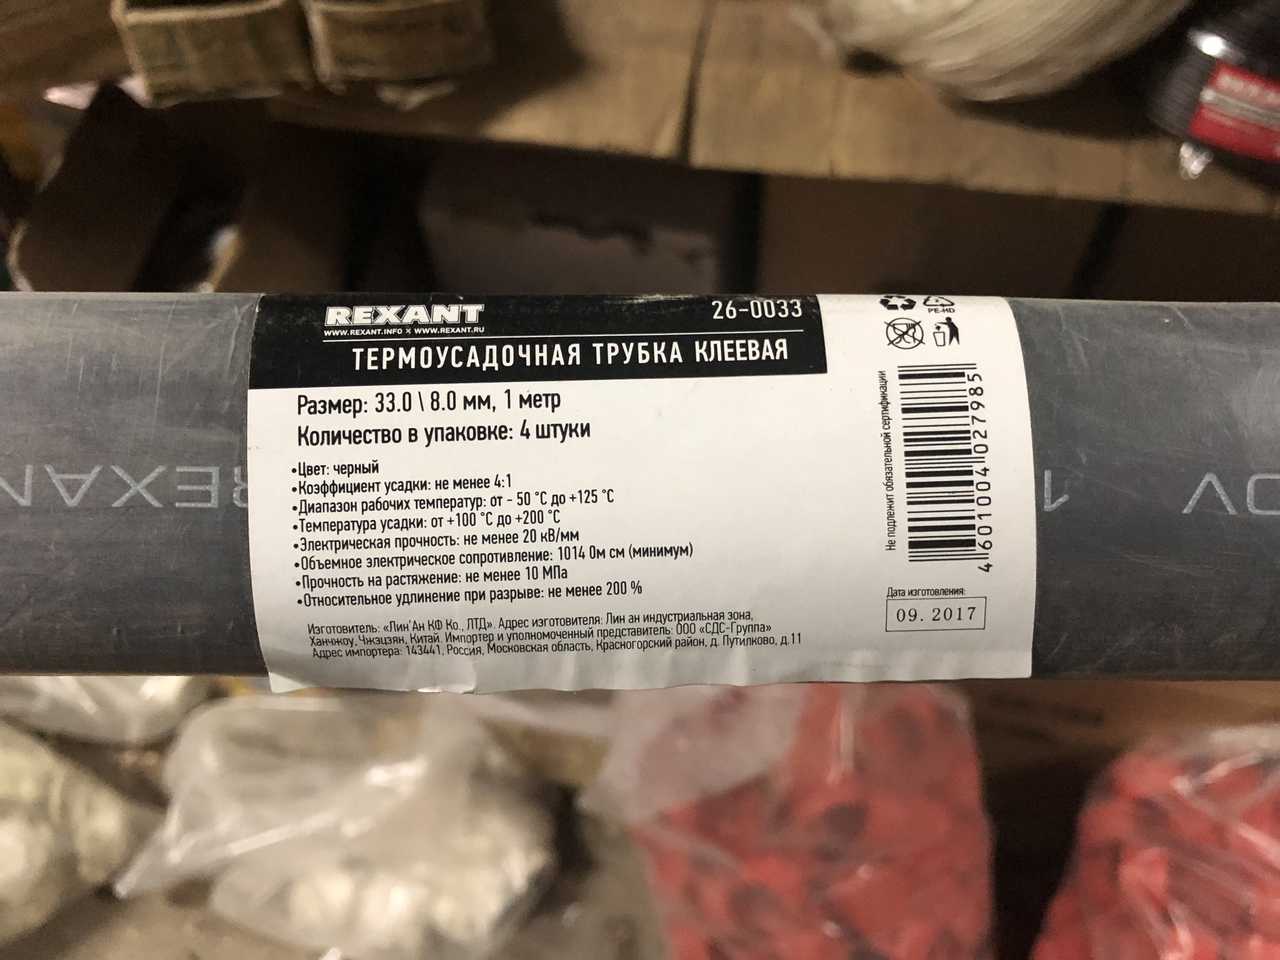 REXANT
WWW.REXANT.INFO × WWW.REXANT.RU
26-0033
ТЕРМОУСАДОЧНАЯ ТРУБКА КЛЕЕВАЯ
Размер: 33.0 \ 8.0 мм, 1 метр
Количество в упаковке: 4 штуки
•Цвет: черный
•Коэффициент усадки: не менее 4:1
•Диапазон рабочих температур: от - 50 °C до +125 °C
•Температура усадки: от +100 °C до +200 °C
•Электрическая прочность: не менее 20 кВ/мм
•Объемное электрическое сопротивление: 1014 Ом см (минимум)
•Прочность на растяжение: не менее 10 МПа
•Относительное удлинение при разрыве: не менее 200 %
Изготовитель: «Лин'Ан КФ Ко., ЛТД». Адрес изготовителя: Лин ан индустриальная зона,
Ханчжоу, Чжэцзян, Китай. Импортер и уполномоченный представитель: ООО «СДС-Группа»
Адрес импортера: 143441, Россия, Московская область, Красногорский район, д. Путилково, д.11
PE-HD
Не подлежит обязательной сертификации
4 601004 027985
Дата изготовления:
09. 2017
REXAN
1
REXANT